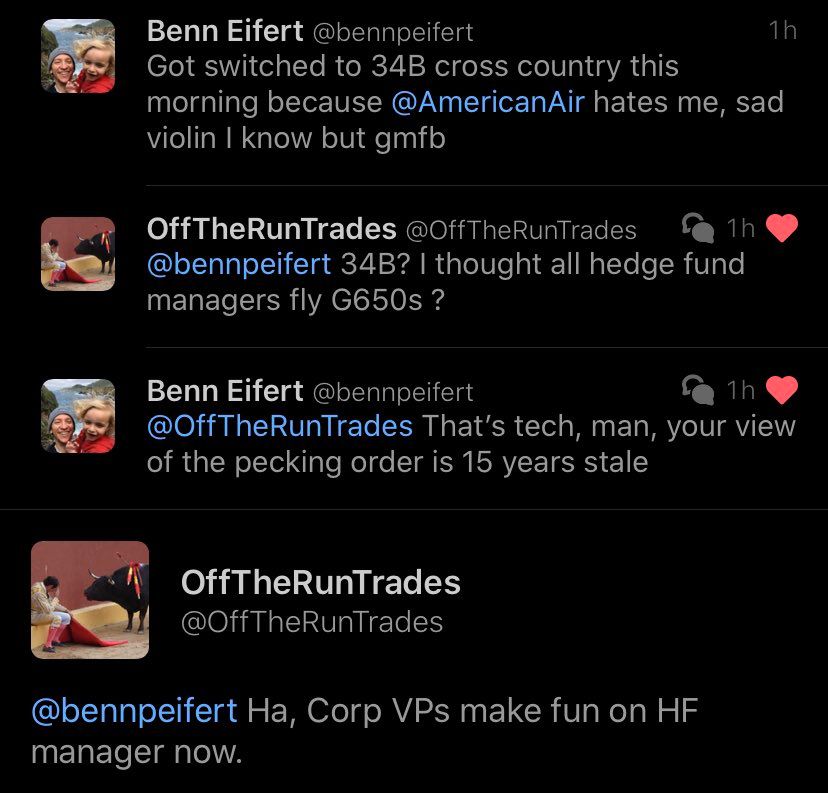 Benn Eifert @bennpeifert 1h
Got switched to 34B cross country this
morning because @AmericanAir hates me, sad
violin I know but gmfb
OffTheRunTrades @OffTheRunTrades 1h
@bennpeifert 34B? I thought all hedge fund
managers fly G650s ?
Benn Eifert @bennpeifert 1h
@OffTheRunTrades That’s tech, man, your view
of the pecking order is 15 years stale
OffTheRunTrades
@OffTheRunTrades
@bennpeifert Ha, Corp VPs make fun on HF
manager now.